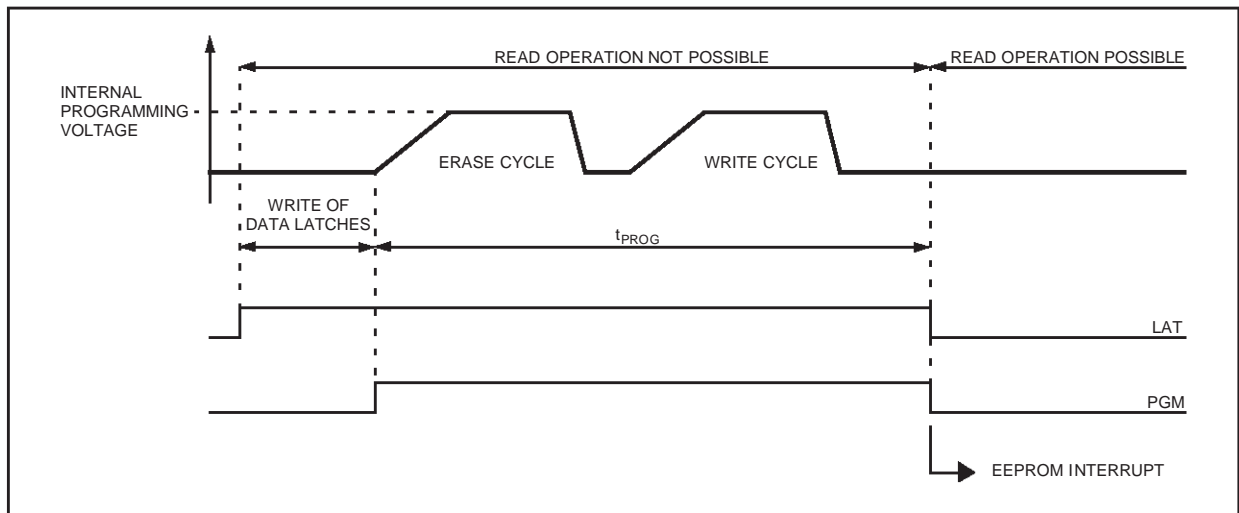 READ OPERATION NOT POSSIBLE
READ OPERATION POSSIBLE
INTERNAL
PROGRAMMING
VOLTAGE
ERASE CYCLE
WRITE CYCLE
WRITE OF
DATA LATCHES
tPROG
LAT
PGM
EEPROM INTERRUPT